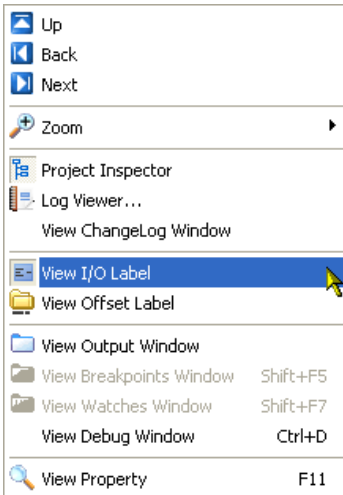 Up
Back
Next
Zoom
Project Inspector
Log Viewer...
View ChangeLog Window
View I/O Label
View Offset Label
View Output Window
View Breakpoints Window Shift+F5
View Watches Window Shift+F7
View Debug Window Ctrl+D
View Property F11